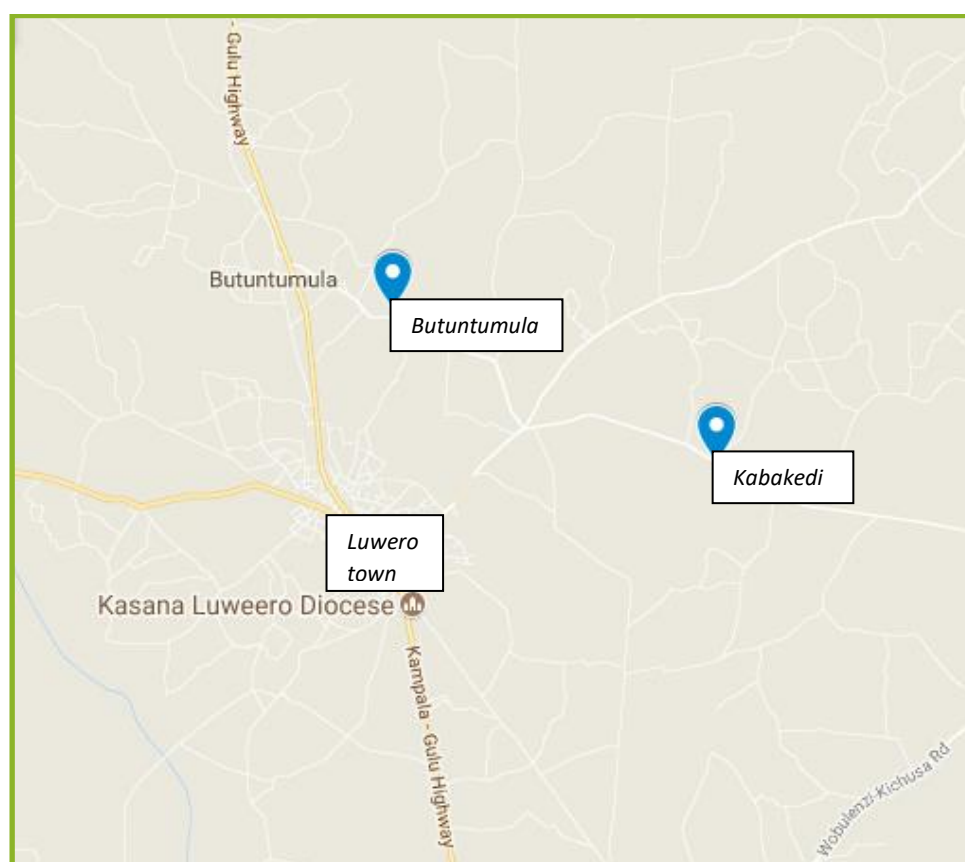 - Gulu Highway
Butuntumula
Butuntumula
Kabakedi
Luwero
town
Kasana Luweero Diocese
Kampala - Gulu Highway
Wobulenzi-Kichusa Rd